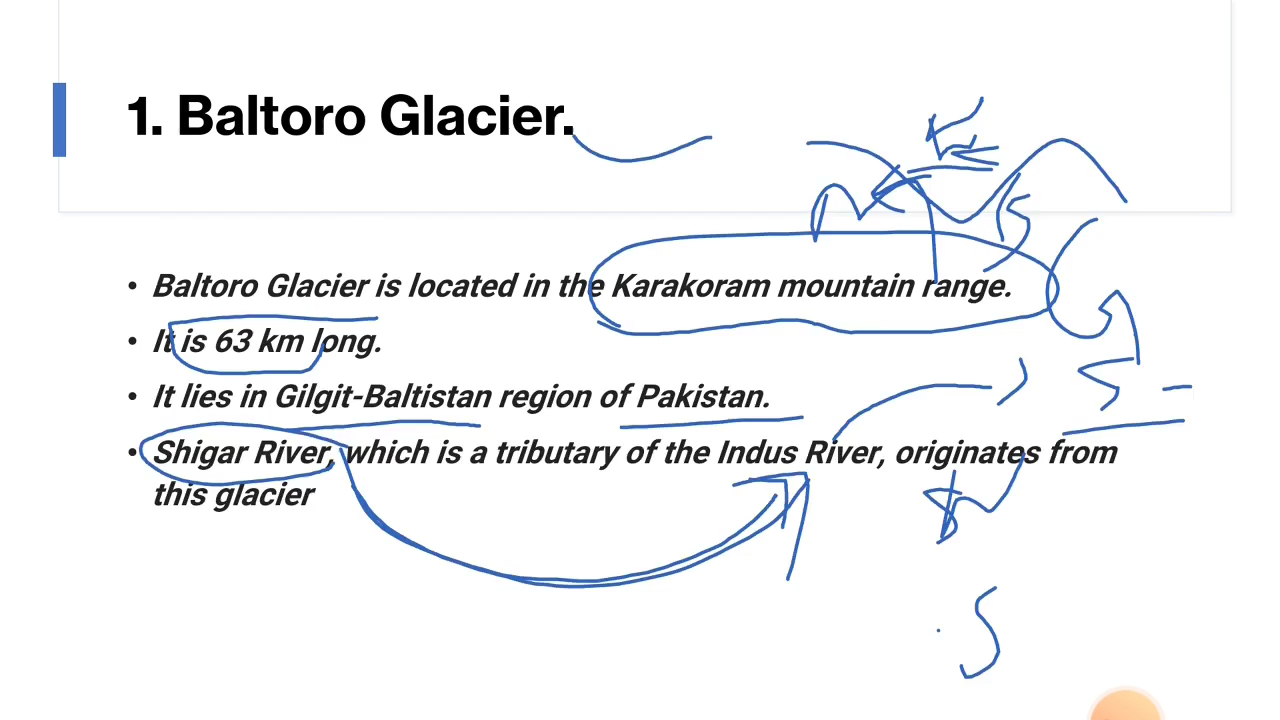 1. Baltoro Glacier.
• Baltoro Glacier is located in the Karakoram mountain range.
• It is 63 km long.
• It lies in Gilgit-Baltistan region of Pakistan.
• Shigar River, which is a tributary of the Indus River, originates from
this glacier